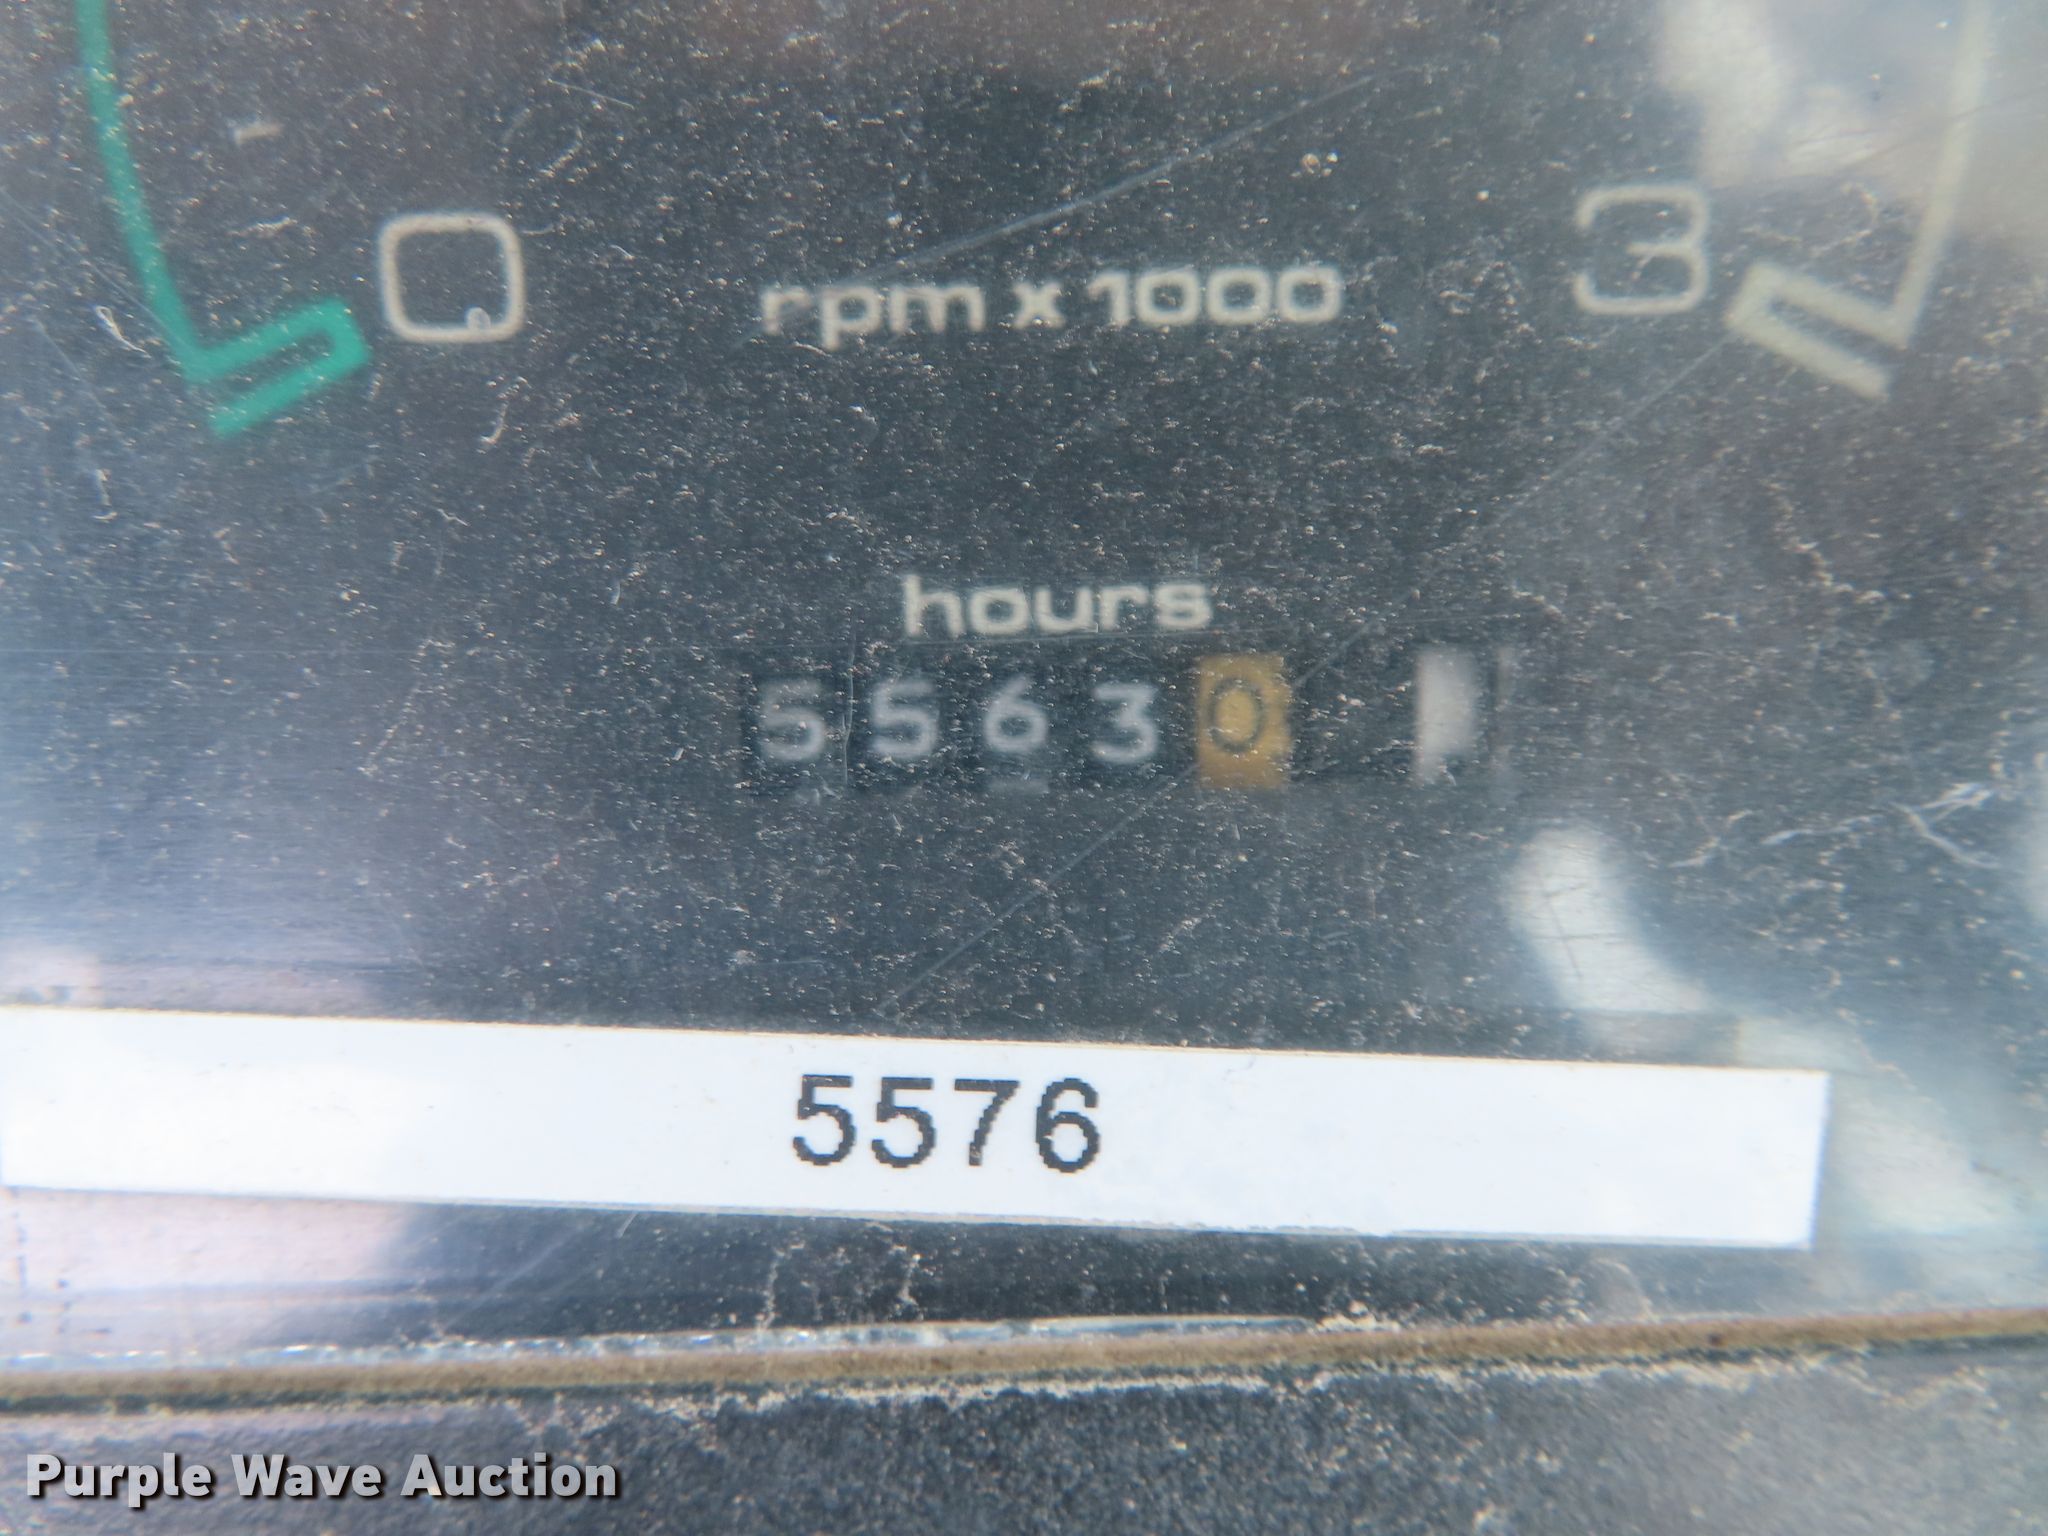 0 rpm x 1000 3
hours
55630
5576
Purple Wave Auction